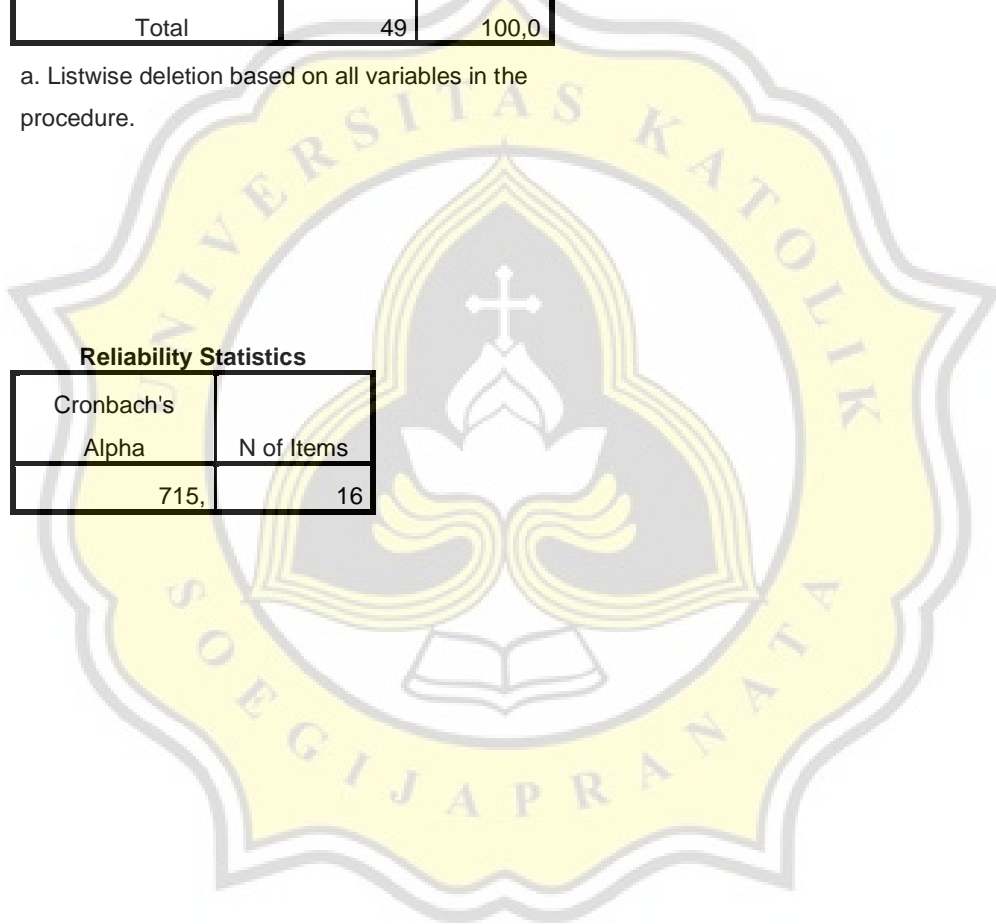 Total 49 100,0
a. Listwise deletion based on all variables in the
procedure.
Reliability Statistics
Cronbach's
Alpha N of Items
715, 16
UNIVERSITAS KATOLIK
SOEGIJAPRANATA